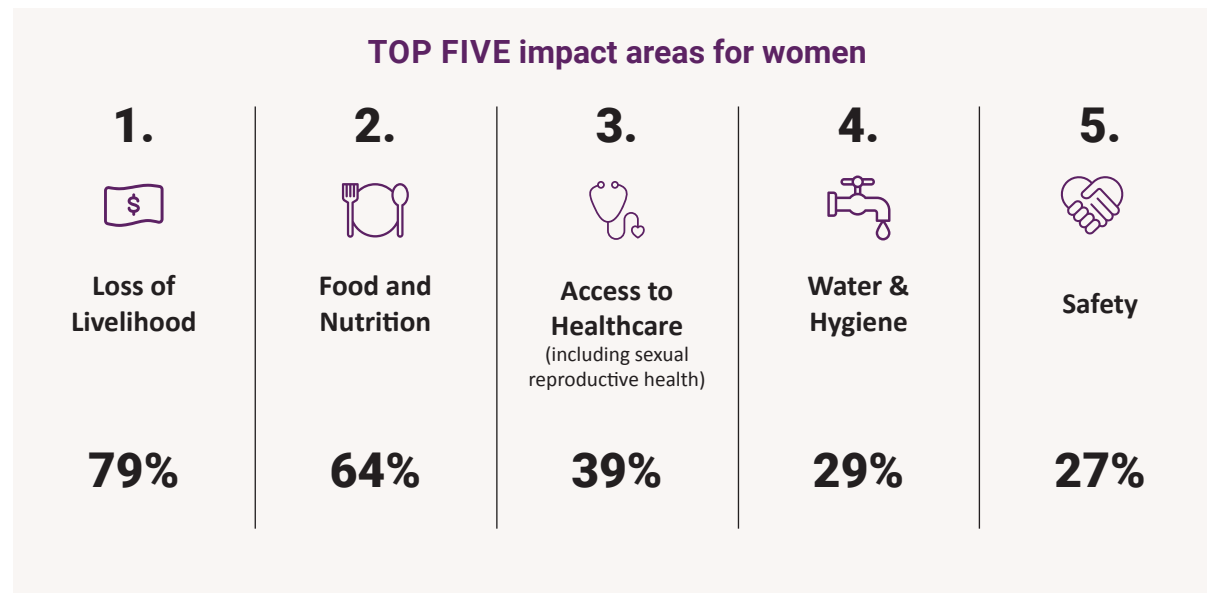 TOP FIVE impact areas for women
1.
$
Loss of
Livelihood
79%
2.
Food and
Nutrition
64%
3.
Access to
Healthcare
(including sexual
reproductive health)
39%
4.
Water &
Hygiene
29%
5.
Safety
27%